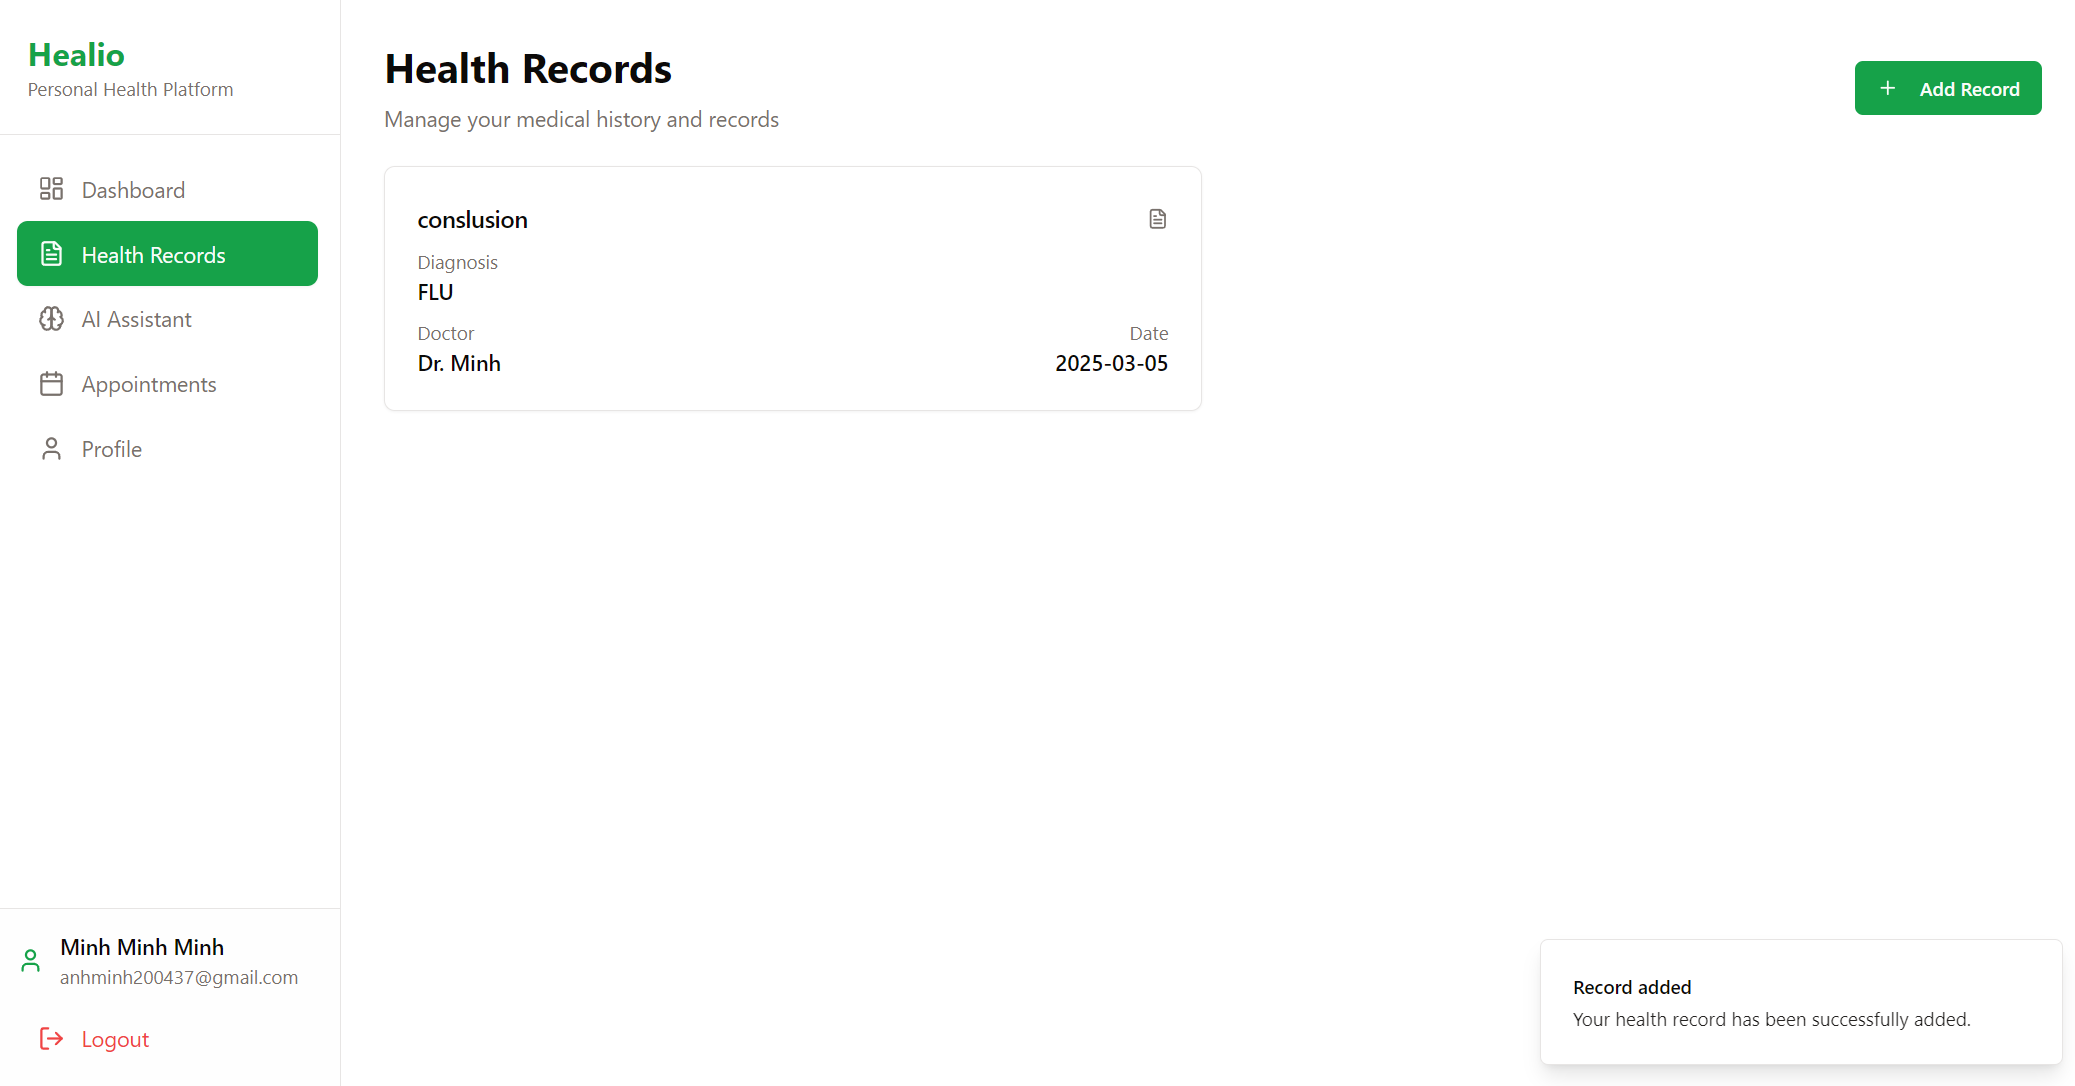 Healio
Personal Health Platform
Dashboard
Health Records
AI Assistant
Appointments
Profile
Minh Minh Minh
anhminh200437@gmail.com
Logout
Health Records
Manage your medical history and records
Add Record
conslusion
Diagnosis
FLU
Doctor
Date
Dr. Minh
2025-03-05
Record added
Your health record has been successfully added.